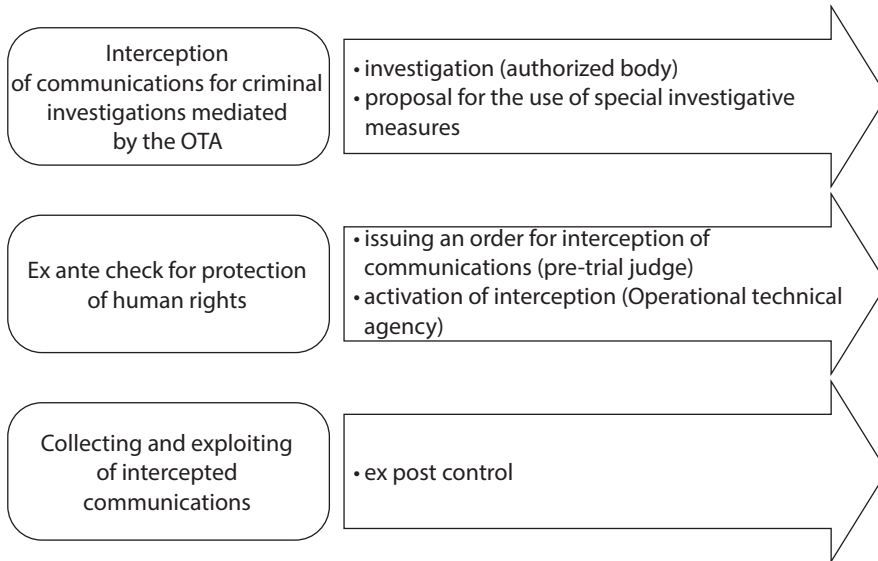 Interception
of communications for criminal
investigations mediated
by the OTA
• investigation (authorized body)
• proposal for the use of special investigative
measures
Ex ante check for protection
of human rights
• issuing an order for interception of
communications (pre-trial judge)
• activation of interception (Operational technical
agency)
Collecting and exploiting
of intercepted
communications
• ex post control